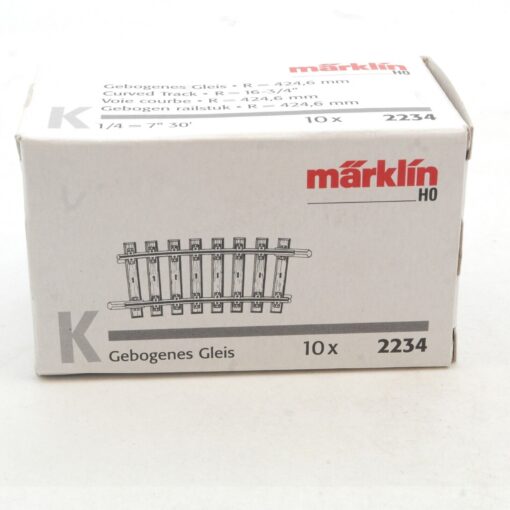 märklin
H0
Gebogenes Gleis • R = 424,6 mm
Curved Track • R = 16-3/4"
Voie courbe • R = 424,6 mm
Gebogen railstuk • R = 424,6 mm
K
1/4 = 7° 30'
10 x 2234
märklin
H0
K
Gebogenes Gleis
10 x 2234